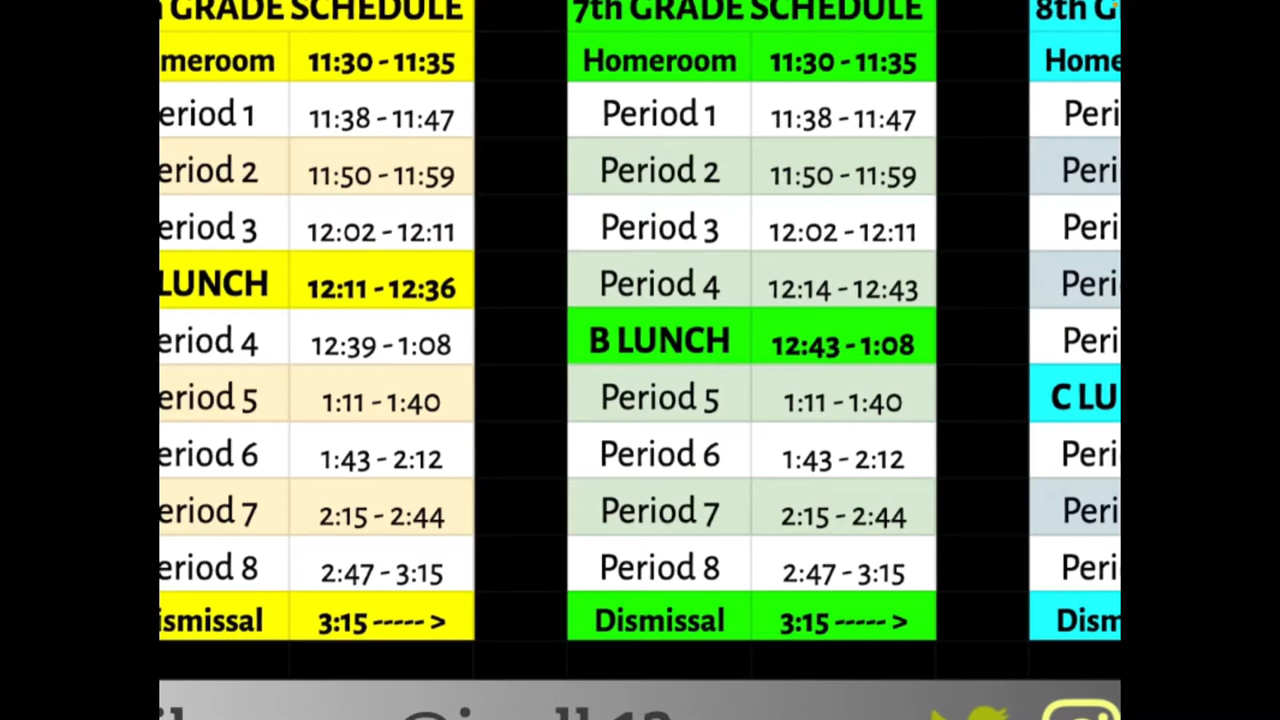 GRADE SCHEDULE
meroom 11:30 - 11:35
eriod 1 11:38 - 11:47
eriod 2 11:50 - 11:59
eriod 3 12:02 - 12:11
LUNCH 12:11 - 12:36
eriod 4 12:39 - 1:08
eriod 5 1:11 - 1:40
eriod 6 1:43 - 2:12
eriod 7 2:15 - 2:44
eriod 8 2:47 - 3:15
ismissal 3:15 ----- >
7th GRADE SCHEDULE
Homeroom 11:30 - 11:35
Period 1 11:38 - 11:47
Period 2 11:50 - 11:59
Period 3 12:02 - 12:11
Period 4 12:14 - 12:43
B LUNCH 12:43 - 1:08
Period 5 1:11 - 1:40
Period 6 1:43 - 2:12
Period 7 2:15 - 2:44
Period 8 2:47 - 3:15
Dismissal 3:15 ----- >
8th G
Home
Peri
Peri
Peri
Peri
Peri
C LU
Peri
Peri
Peri
Dism